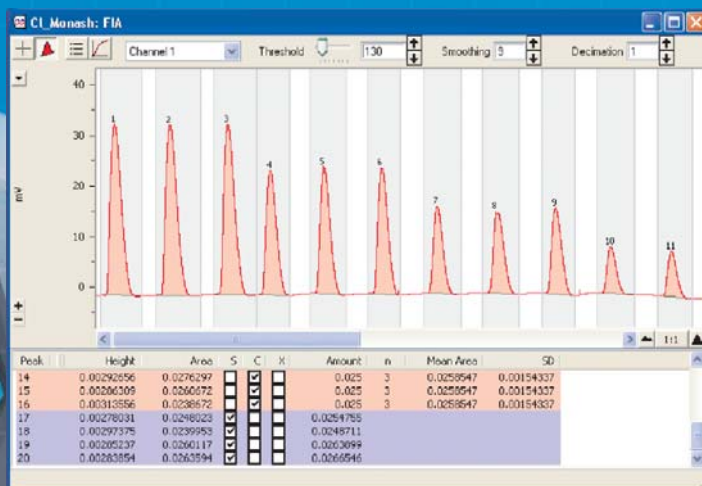 CI_Monash: FIA
Channel 1 Threshold 130 Smoothing 9 Decimation 1
40
30
20
10
0
mV
1 2 3 4 5 6 7 8 9 10 11
+
−
1:1
Peak Height Area S C X Amount n Mean Area SD
14 0.00292656 0.0276297 0.025 3 0.0258547 0.00154337
15 0.00286309 0.0260672 0.025 3 0.0258547 0.00154337
16 0.00313556 0.0238672 0.025 3 0.0258547 0.00154337
17 0.00278031 0.0248023 0.0254755
18 0.00297375 0.0239953 0.0248711
19 0.00285237 0.0260117 0.0263899
20 0.00283854 0.0263594 0.0266546